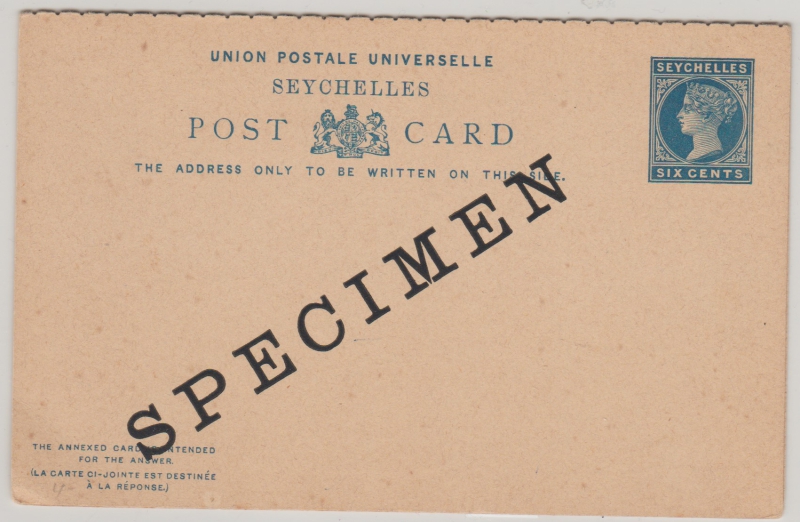 UNION POSTALE UNIVERSELLE
SEYCHELLES
POST CARD
THE ADDRESS ONLY TO BE WRITTEN ON THIS SIDE.
SEYCHELLES
SIX CENTS
SPECIMEN
THE ANNEXED CARD IS INTENDED
FOR THE ANSWER.
(LA CARTE CI-JOINTE EST DESTINÉE
À LA RÉPONSE.)